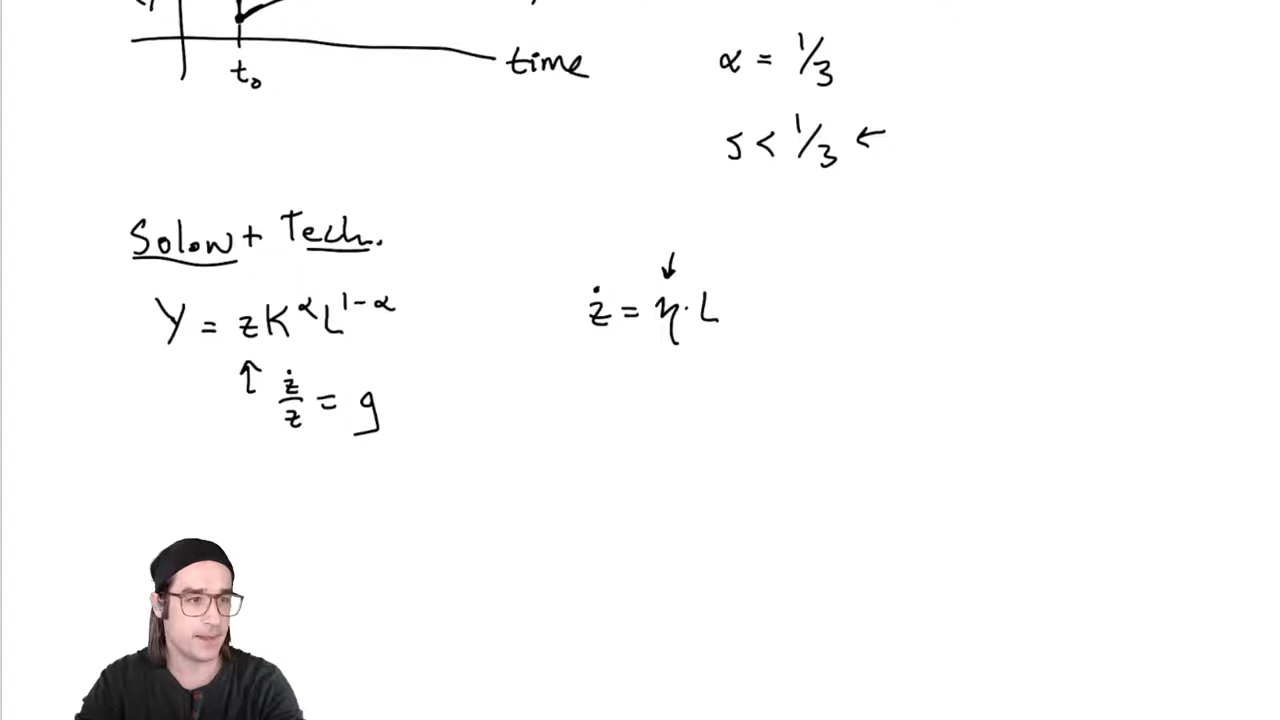 time
t₀
α = 1/3
s < 1/3 ←
Solow + Tech.
Y = zK^α L^{1-α}
↑ ż/z = g
↓
ż = η · L